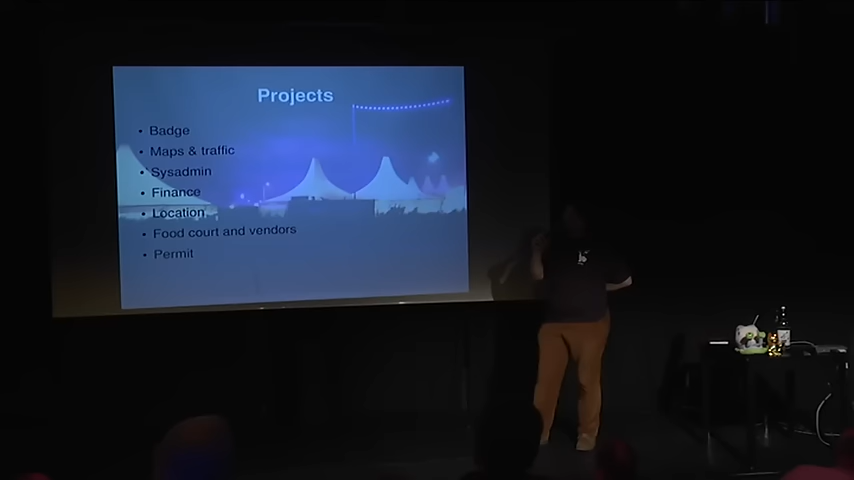 Projects
• Badge
• Maps & traffic
• Sysadmin
• Finance
• Location
• Food court and vendors
• Permit